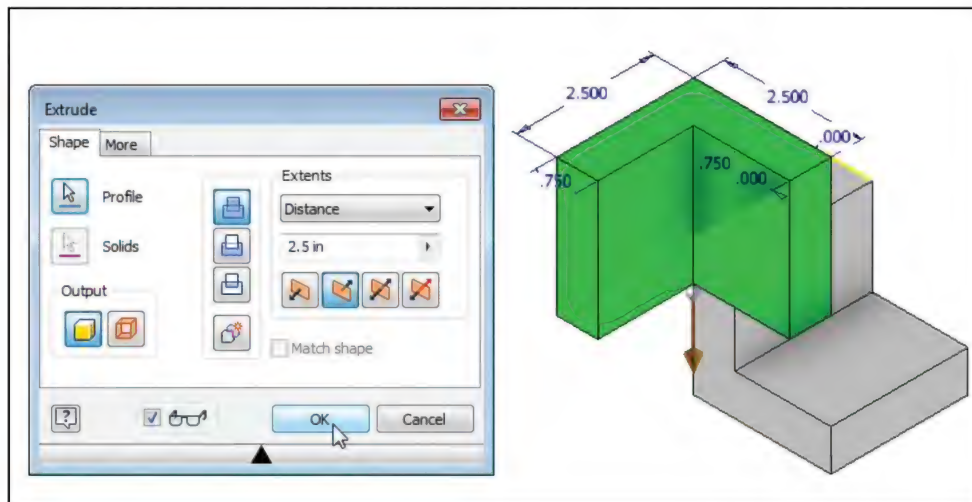 Extrude
Shape More
Profile
Solids
Output
Extents
Distance
2.5 in
Match shape
OK
Cancel
2.500
2.500
.000
.750
.750
.000